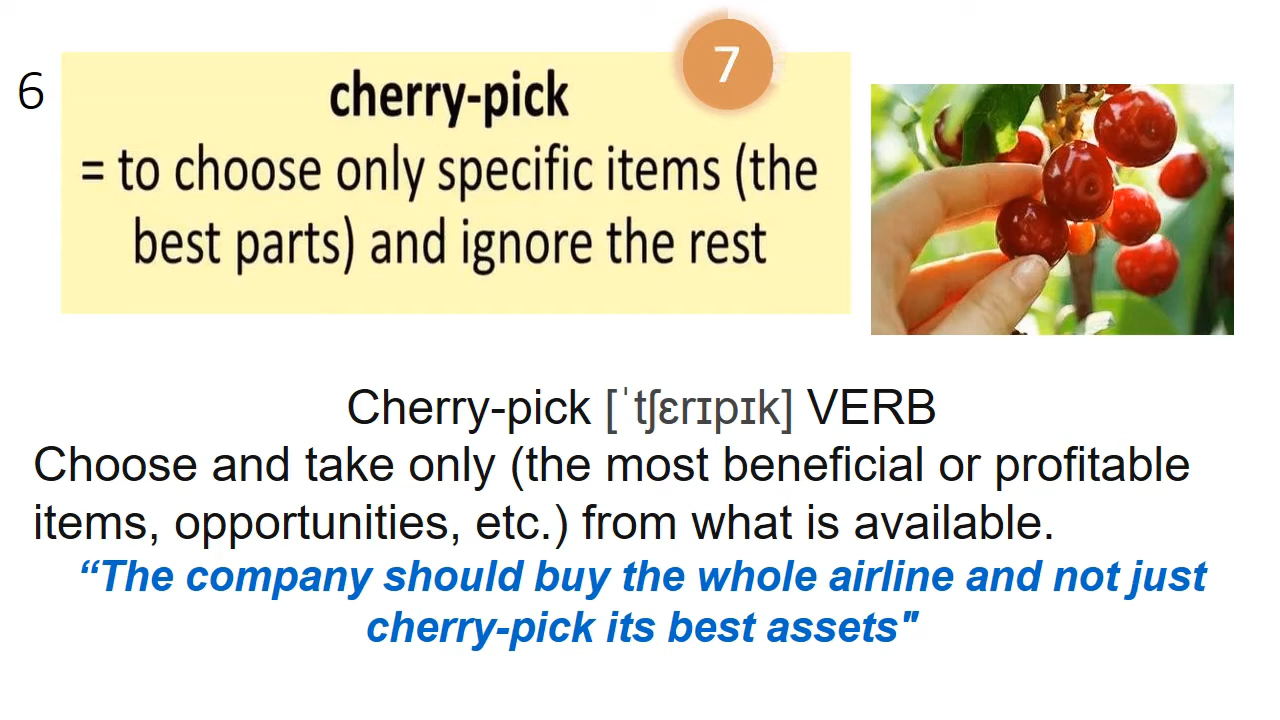 6
7
cherry-pick
= to choose only specific items (the
best parts) and ignore the rest
Cherry-pick [ˈtʃɛrɪpɪk] VERB
Choose and take only (the most beneficial or profitable
items, opportunities, etc.) from what is available.
“The company should buy the whole airline and not just
cherry-pick its best assets"